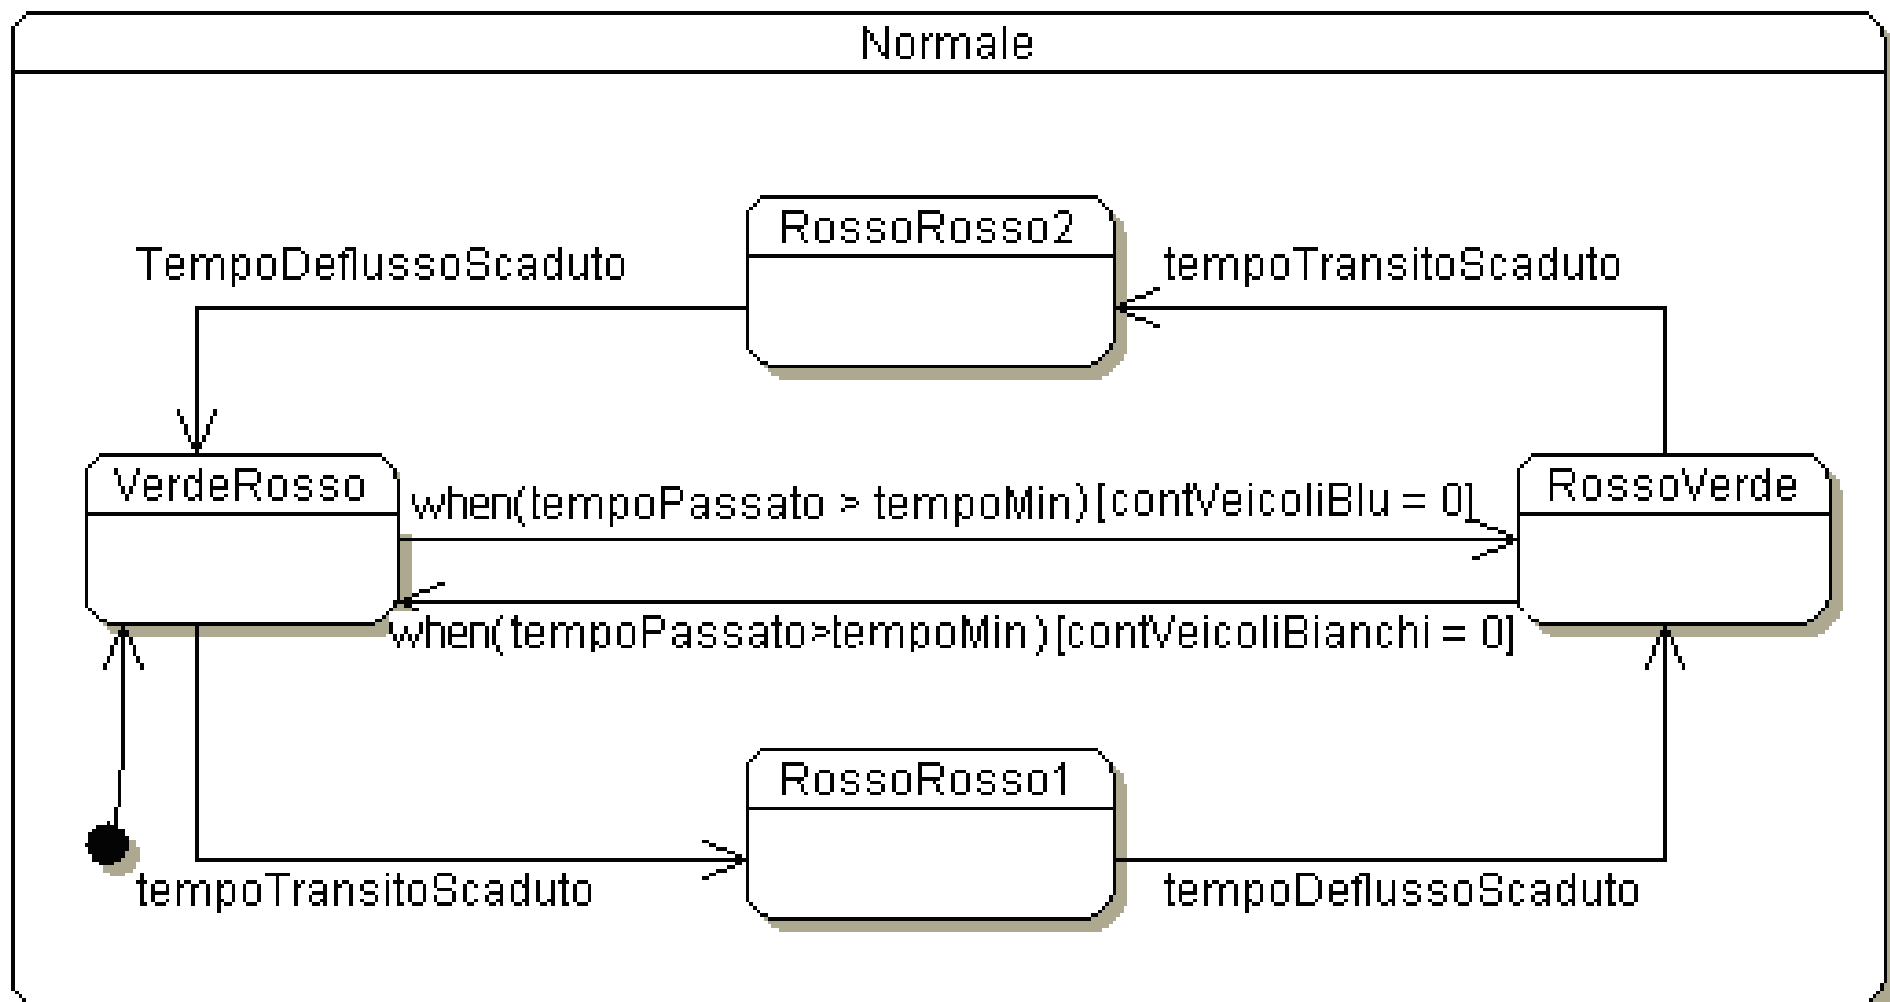 Normale
RossoRosso2
TempoDeflussoScaduto
tempoTransitoScaduto
VerdeRosso
when(tempoPassato > tempoMin)[contVeicoliBlu = 0]
RossoVerde
when(tempoPassato>tempoMin)[contVeicoliBianchi = 0]
RossoRosso1
tempoTransitoScaduto
tempoDeflussoScaduto